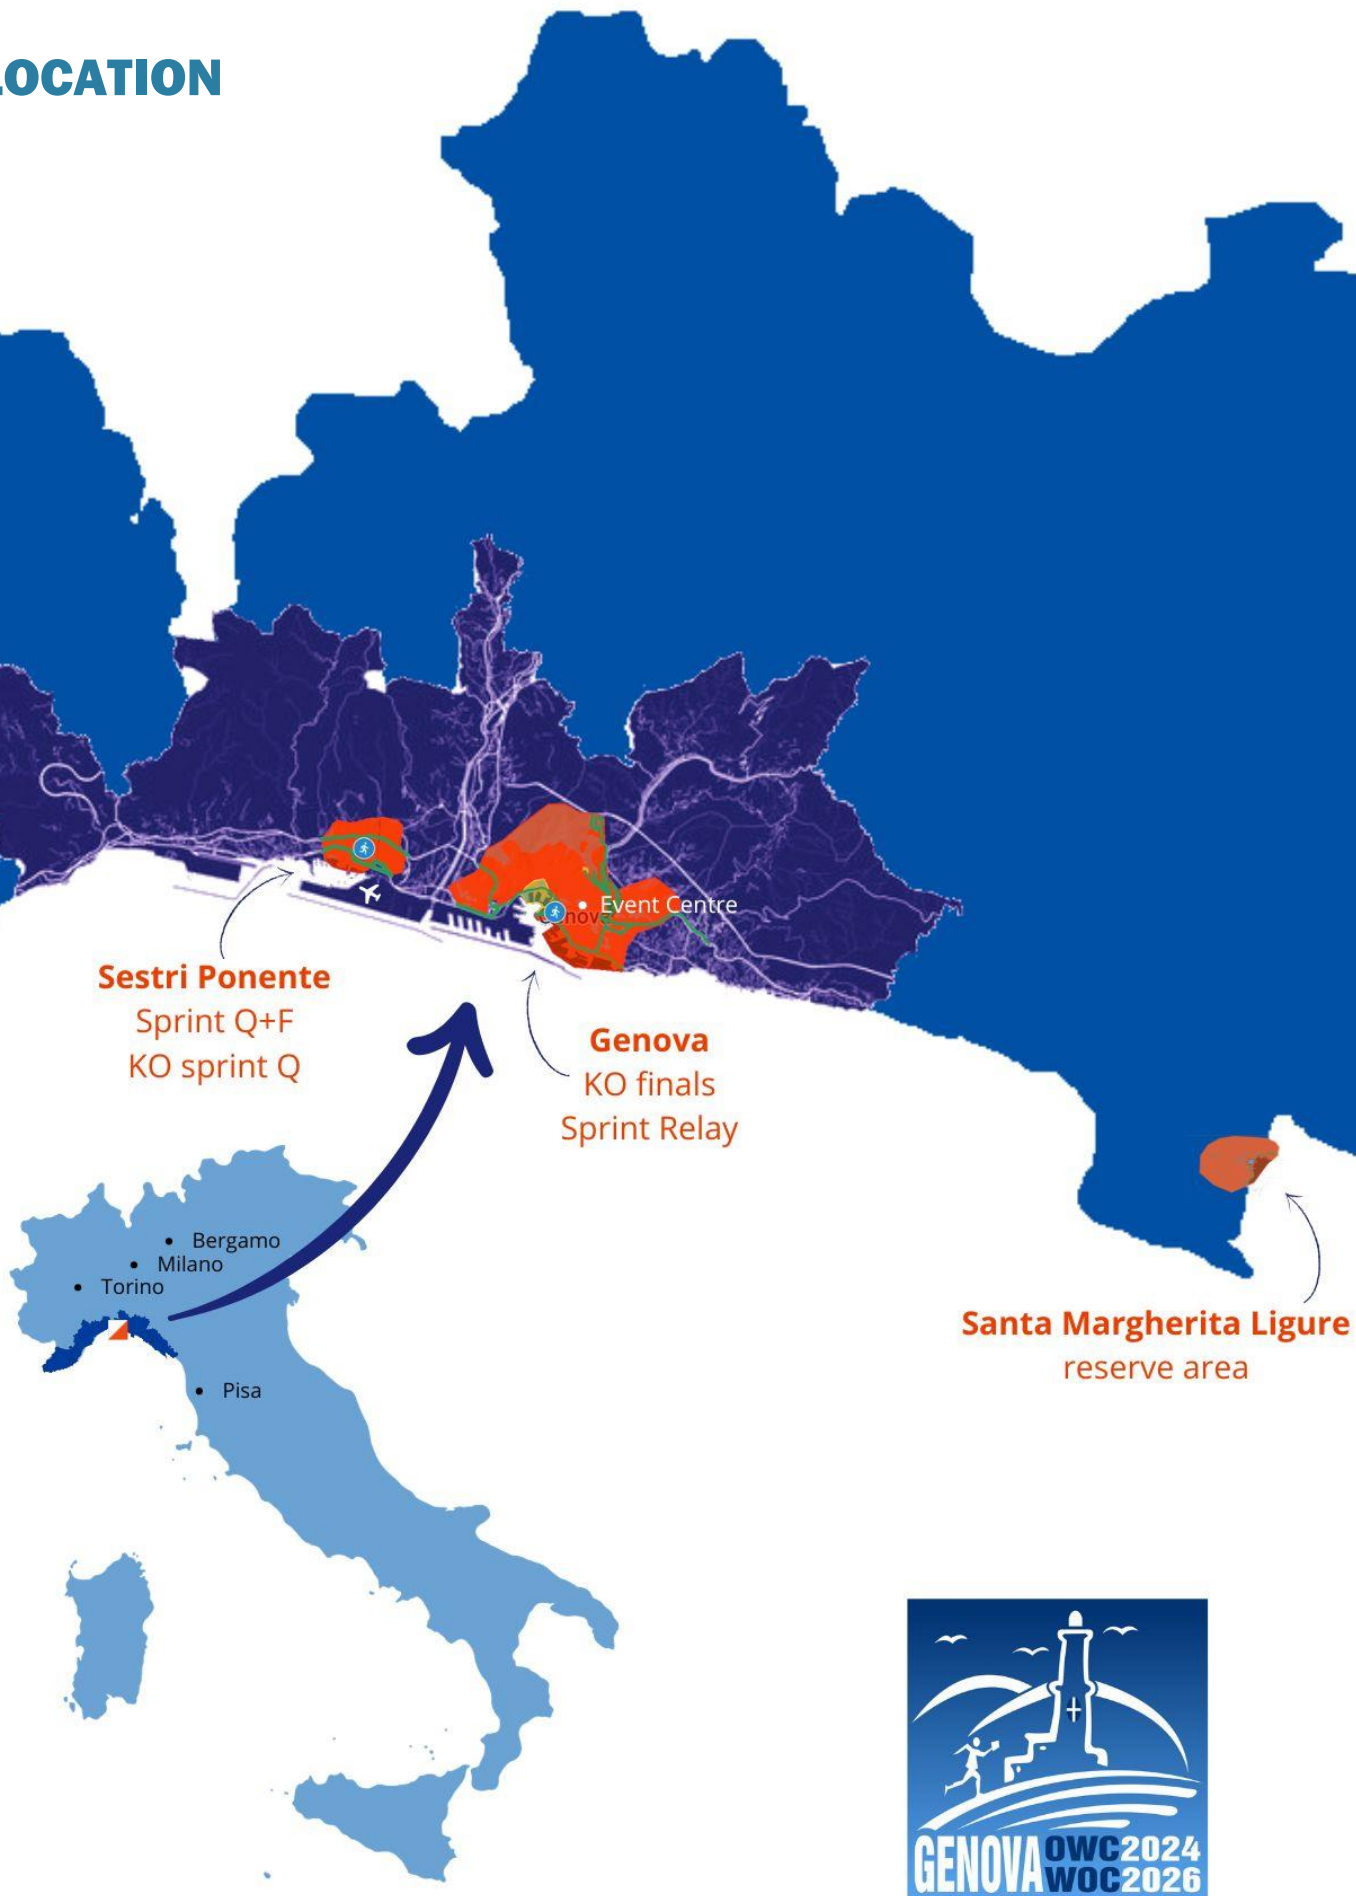 LOCATION
Event Centre
Genova
Sestri Ponente
Sprint Q+F
KO sprint Q
Genova
KO finals
Sprint Relay
Bergamo
Milano
Torino
Pisa
Santa Margherita Ligure
reserve area
GENOVA OWC2024
WOC2026